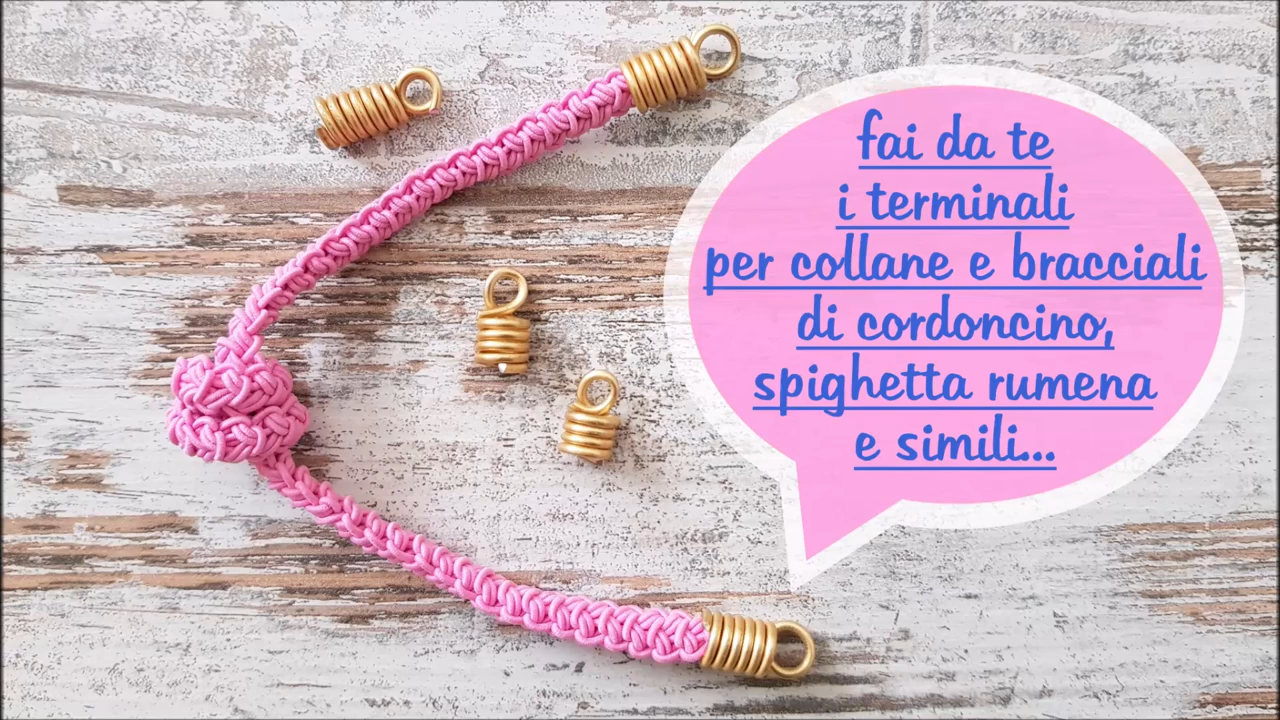 fai da te
i terminali
per collane e bracciali
di cordoncino,
spighetta rumena
e simili...